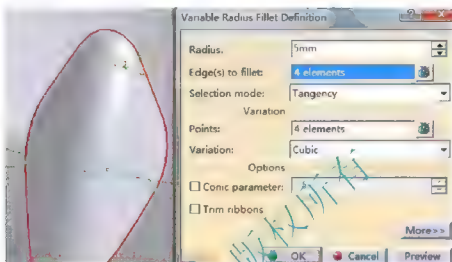 Variable Radius Fillet Definition
Radius:
5mm
Edge(s) to fillet:
4 elements
Selection mode:
Tangency
Variation
Points:
4 elements
Variation:
Cubic
Options
Conic parameter:
Trim ribbons
More>>
OK
Cancel
Preview